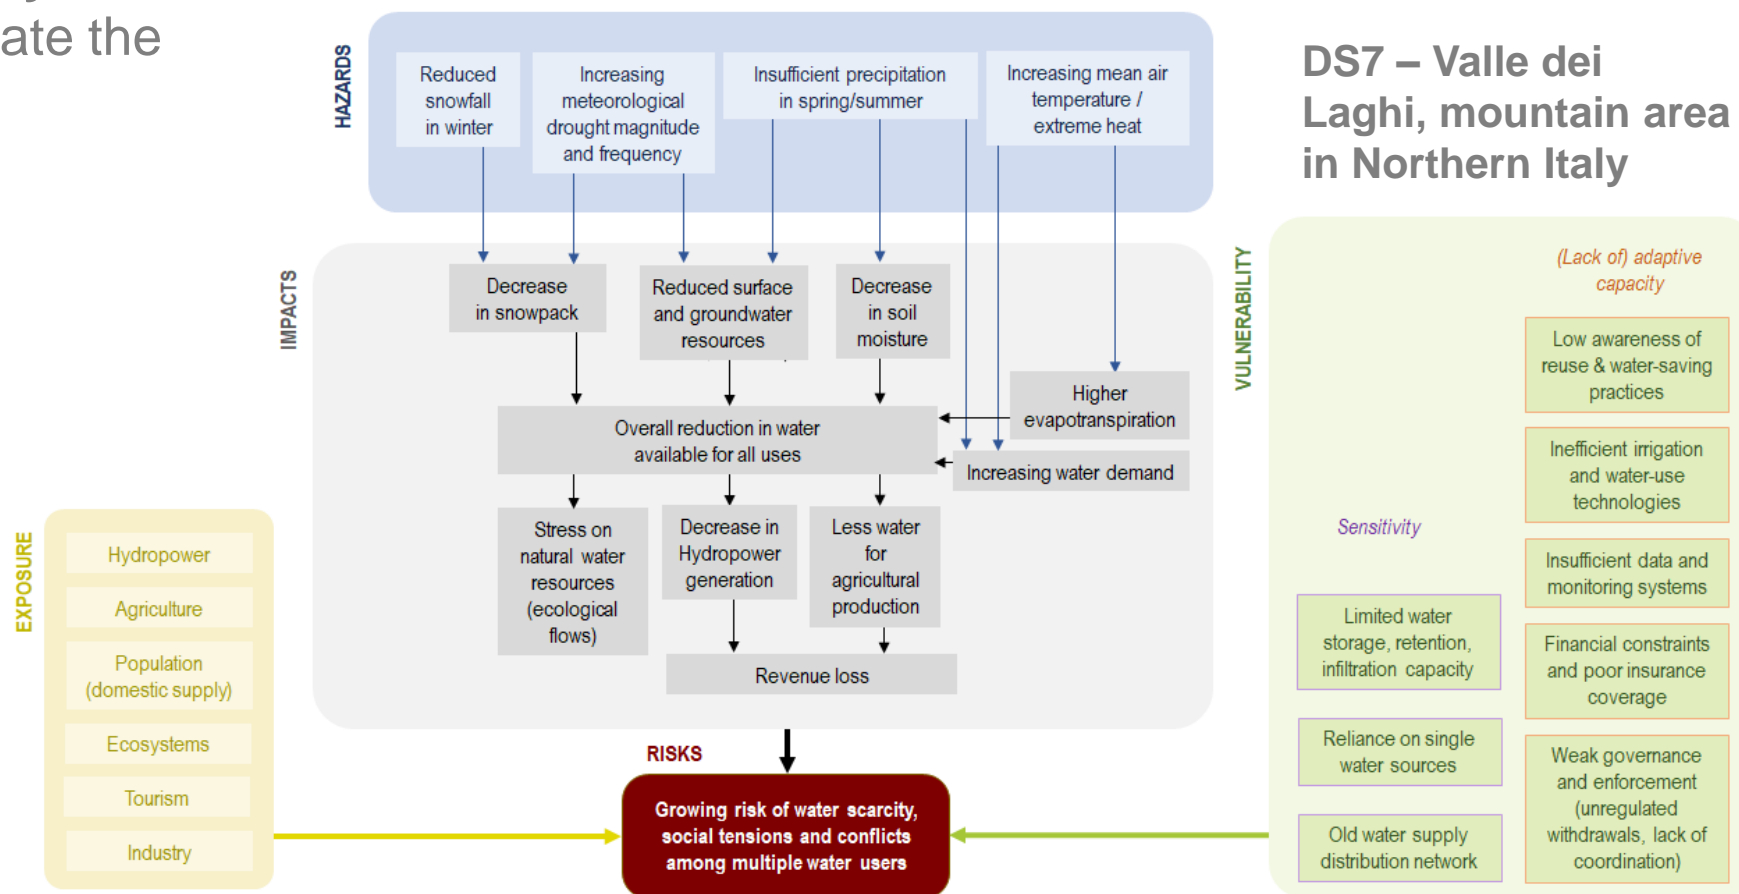 ate the
DS7 – Valle dei
Laghi, mountain area
in Northern Italy
HAZARDS
Reduced
snowfall
in winter
Increasing
meteorological
drought magnitude
and frequency
Insufficient precipitation
in spring/summer
Increasing mean air
temperature /
extreme heat
IMPACTS
Decrease
in snowpack
Reduced surface
and groundwater
resources
Decrease
in soil
moisture
Higher
evapotranspiration
Overall reduction in water
available for all uses
Increasing water demand
Stress on
natural water
resources
(ecological
flows)
Decrease in
Hydropower
generation
Less water
for
agricultural
production
Revenue loss
EXPOSURE
Hydropower
Agriculture
Population
(domestic supply)
Ecosystems
Tourism
Industry
VULNERABILITY
Sensitivity
Limited water
storage, retention,
infiltration capacity
Reliance on single
water sources
Old water supply
distribution network
(Lack of) adaptive
capacity
Low awareness of
reuse & water-saving
practices
Inefficient irrigation
and water-use
technologies
Insufficient data and
monitoring systems
Financial constraints
and poor insurance
coverage
Weak governance
and enforcement
(unregulated
withdrawals, lack of
coordination)
RISKS
Growing risk of water scarcity,
social tensions and conflicts
among multiple water users